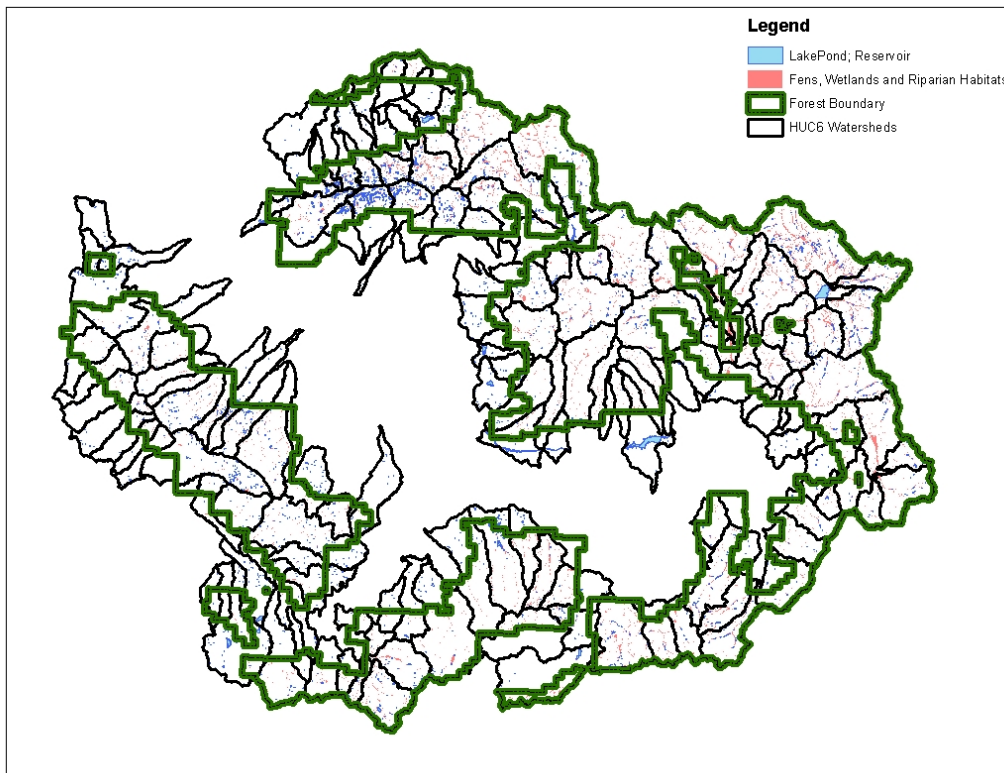 Legend
LakePond; Reservoir
Fens, Wetlands and Riparian Habitats
Forest Boundary
HUC6 Watersheds